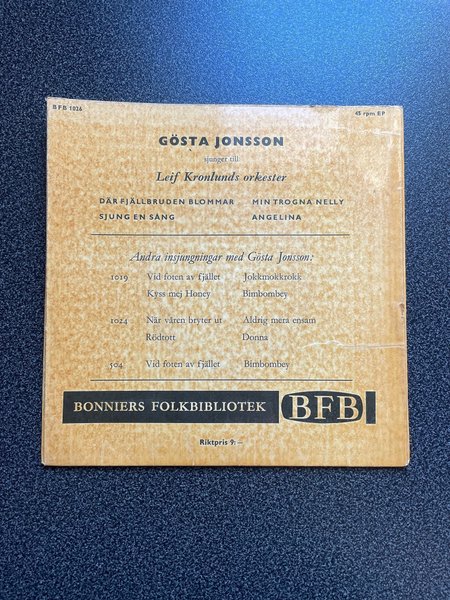 BFB 1026 45 rpm EP
GÖSTA JONSSON
sjunger till
Leif Kronlunds orkester
DÄR FJÄLLBRUDEN BLOMMAR MIN TROGNA NELLY
SJUNG EN SÅNG ANGELINA
Andra insjungningar med Gösta Jonsson:
1019 Vid foten av fjället Jokkmokkrokk
Kyss mej Honey Bimbombey
1024 När våren bryter ut Aldrig mera ensam
Rödtott Donna
504 Vid foten av fjället Bimbombey
BONNIERS FOLKBIBLIOTEK BFB
Riktpris 9:–